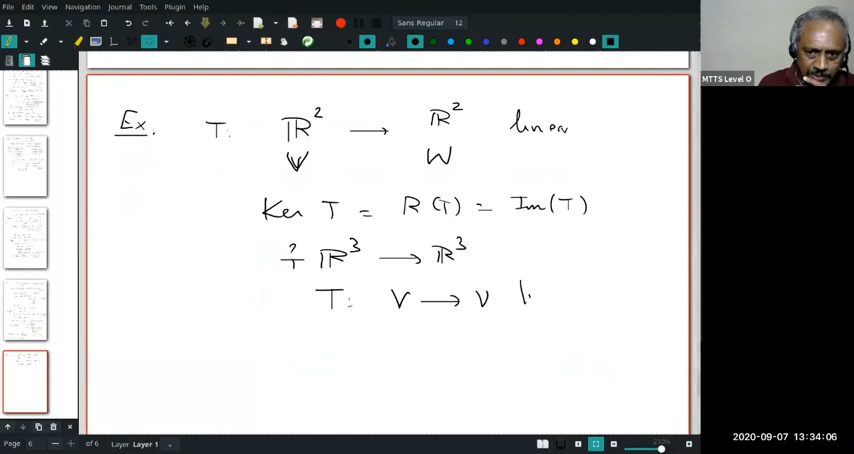 File Edit View Journal Tools Plugin Help
Sans Regular 12
MTTS Level O
Ex. T: ℝ² → ℝ² linear
V W
Ker T = R(T) = Im(T)
?
T ℝ³ → ℝ³
T: V → V l
210%
Page 6 of 6 Layer Layer 1
2020-09-07 13:34:06